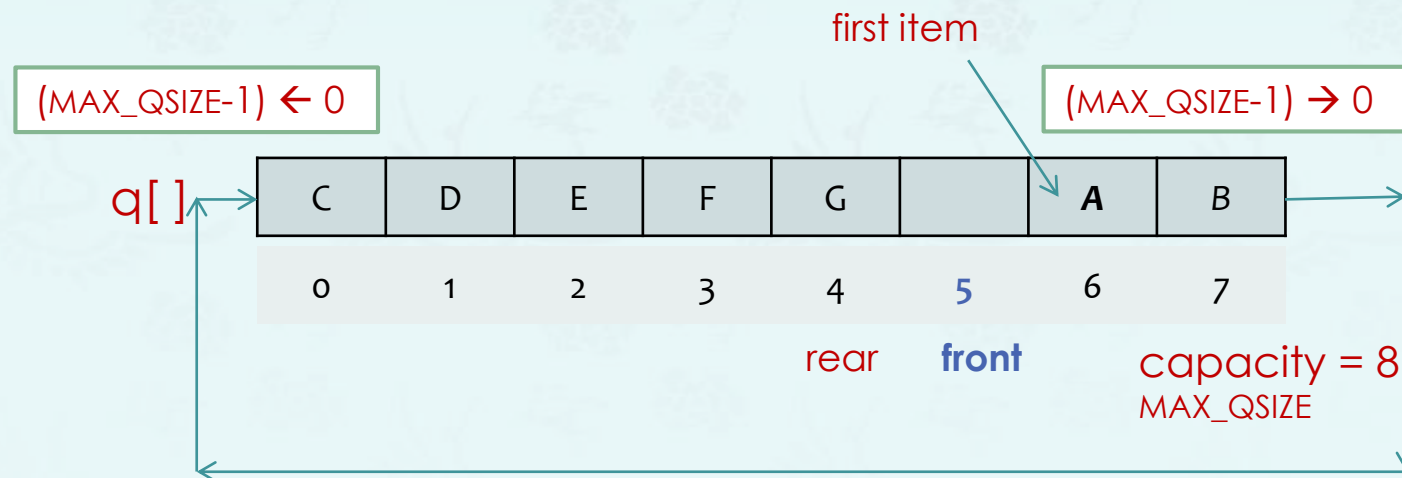 first item
(MAX_QSIZE-1) ← 0
(MAX_QSIZE-1) → 0
q[ ]
C D E F G A B
0 1 2 3 4 5 6 7
rear front
capacity = 8
MAX_QSIZE